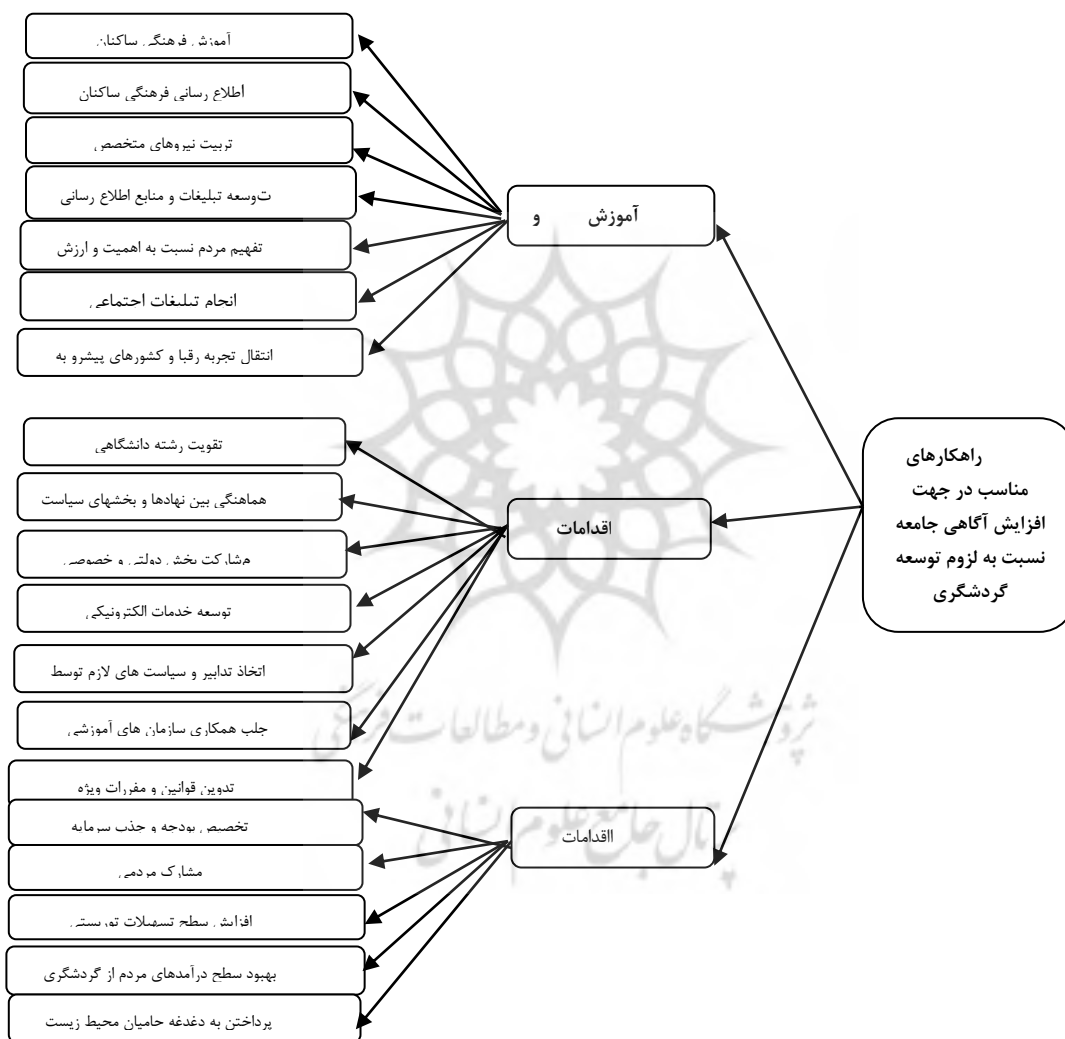 راهکارهای
مناسب در جهت
افزایش آگاهی جامعه
نسبت به لزوم توسعه
گردشگری
آموزش و
آموزش فرهنگی ساکنان
اطلاع رسانی فرهنگی ساکنان
تربیت نیروهای متخصص
توسعه تبلیغات و منابع اطلاع رسانی
تفهیم مردم نسبت به اهمیت و ارزش
انجام تبلیغات اجتماعی
انتقال تجربه رقبا و کشورهای پیشرو به
اقدامات
تقویت رشته دانشگاهی
هماهنگی بین نهادها و بخشهای سیاست
مشارکت بخش دولتی و خصوصی
توسعه خدمات الکترونیکی
اتخاذ تدابیر و سیاست های لازم توسط
جلب همکاری سازمان های آموزشی
تدوین قوانین و مقررات ویژه
ااقدامات
تخصیص بودجه و جذب سرمایه
مشارک مردمی
افزایش سطح تسهیلات توریستی
بهبود سطح درآمدهای مردم از گردشگری
پرداختن به دغدغه حامیان محیط زیست
پژوهشگاه علوم انسانی و مطالعات فرهنگی
پرتال جامع علوم انسانی